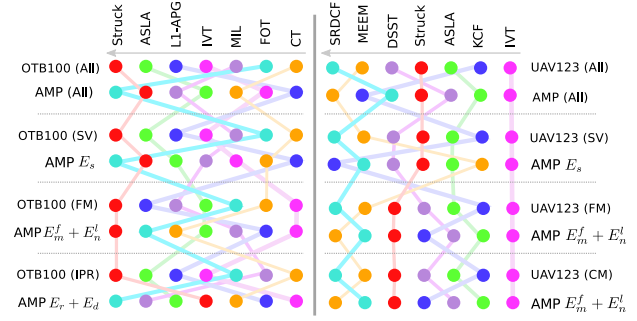 Struck ASLA L1-APG IVT MIL FOT CT
OTB100 (All)
AMP (All)
OTB100 (SV)
AMP E_s
OTB100 (FM)
AMP E_m^f + E_n^l
OTB100 (IPR)
AMP E_r + E_d
SRDCF MEEM DSST Struck ASLA KCF IVT
UAV123 (All)
AMP (All)
UAV123 (SV)
AMP E_s
UAV123 (FM)
AMP E_m^f + E_n^l
UAV123 (CM)
AMP E_m^f + E_n^l